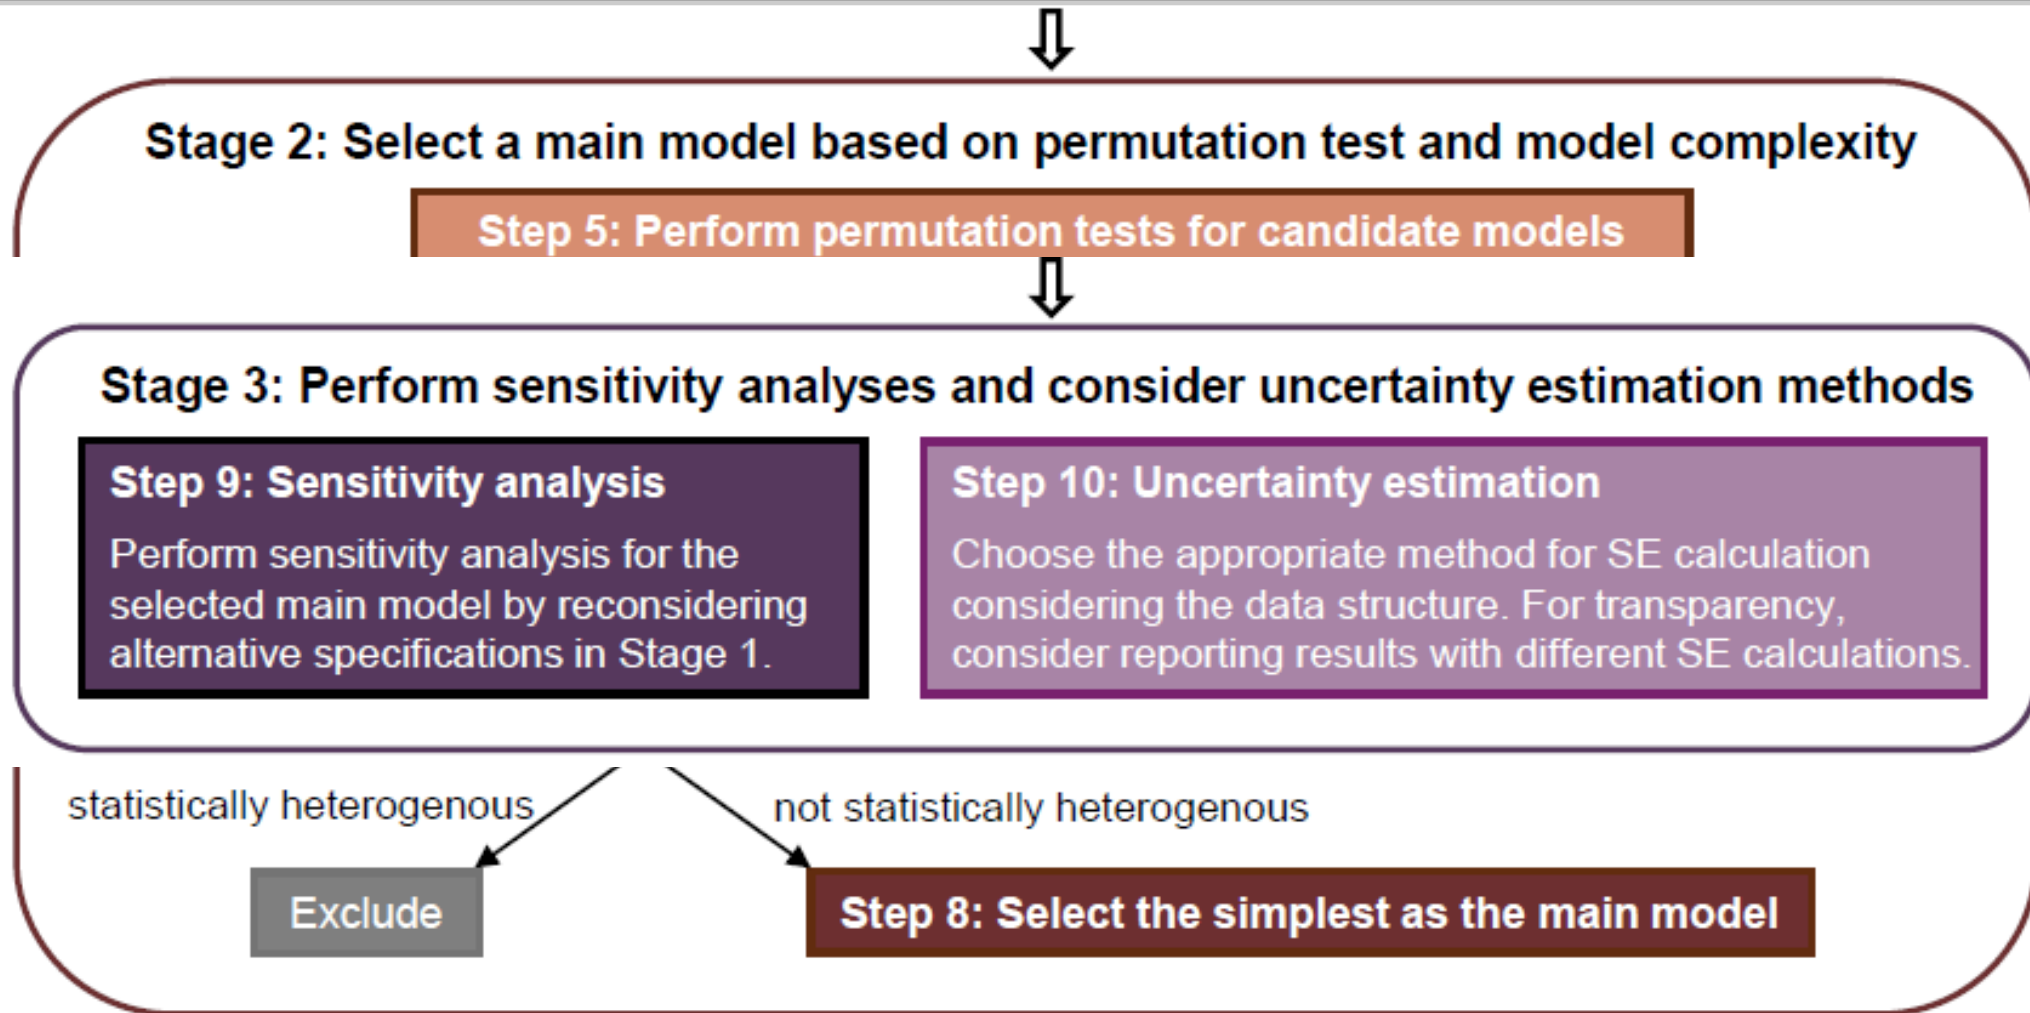 Stage 2: Select a main model based on permutation test and model complexity
Step 5: Perform permutation tests for candidate models
Stage 3: Perform sensitivity analyses and consider uncertainty estimation methods
Step 9: Sensitivity analysis
Perform sensitivity analysis for the
selected main model by reconsidering
alternative specifications in Stage 1.
Step 10: Uncertainty estimation
Choose the appropriate method for SE calculation
considering the data structure. For transparency,
consider reporting results with different SE calculations.
statistically heterogenous
not statistically heterogenous
Exclude
Step 8: Select the simplest as the main model